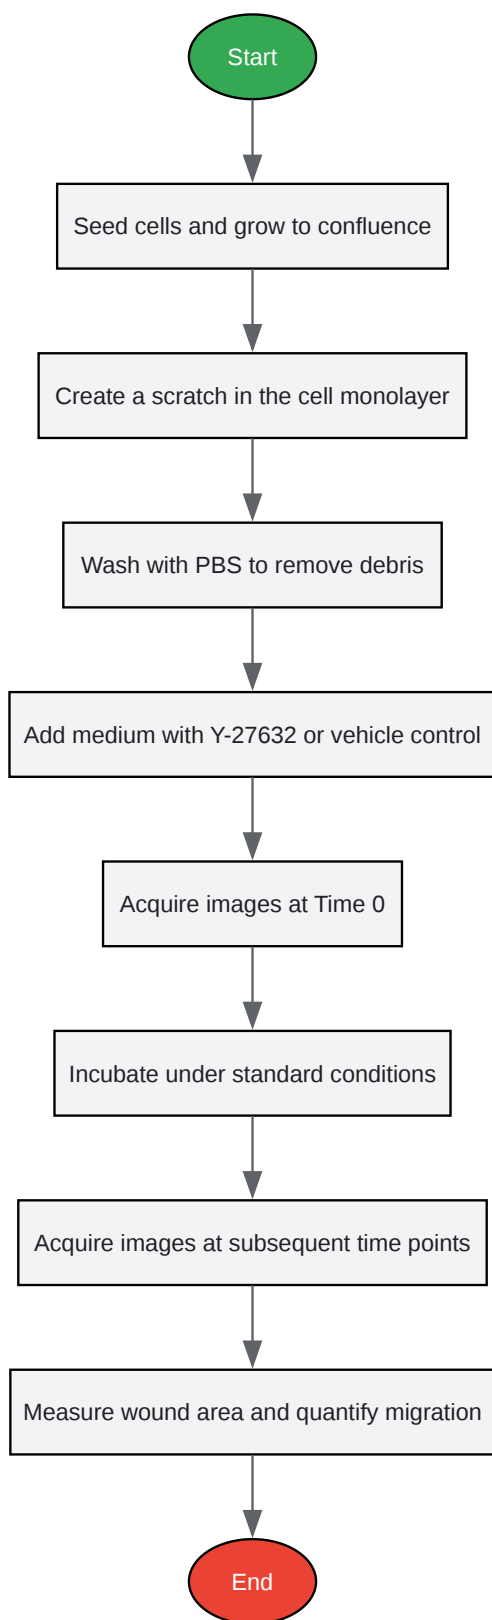 Start
Seed cells and grow to confluence
Create a scratch in the cell monolayer
Wash with PBS to remove debris
Add medium with Y-27632 or vehicle control
Acquire images at Time 0
Incubate under standard conditions
Acquire images at subsequent time points
Measure wound area and quantify migration
End